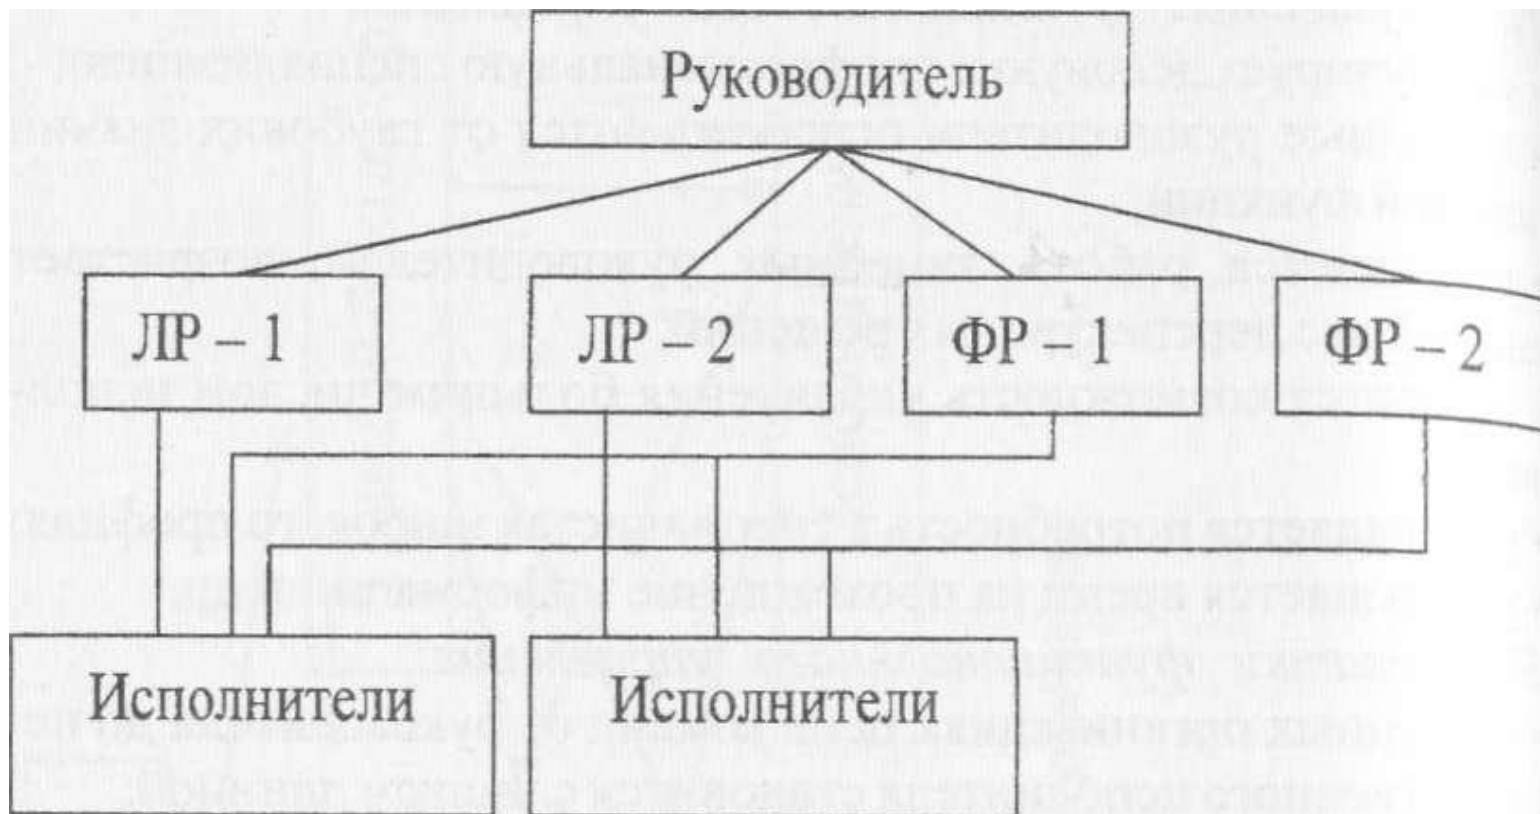 Руководитель
ЛР – 1
ЛР – 2
ФР – 1
ФР – 2
Исполнители
Исполнители